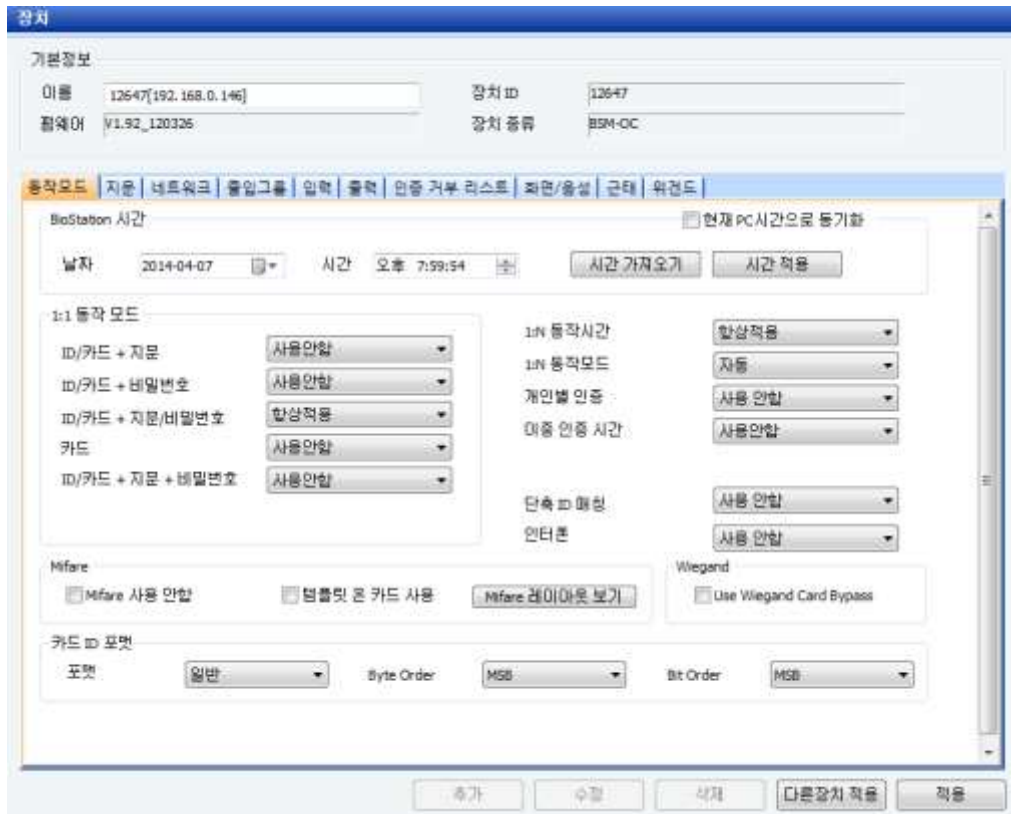 장치
기본정보
이름 12647[192.168.0.146] 장치 ID 12647
펌웨어 V1.92_120326 장치 종류 BSM-OC
동작모드 지문 네트워크 출입그룹 입력 출력 인증 거부 리스트 화면/음성 근태 위건드
BioStation 시간 현재 PC시간으로 동기화
날짜 2014-04-07 시간 오후 7:59:54 시간 가져오기 시간 적용
1:1 동작 모드
ID/카드 + 지문 사용안함 1:N 동작시간 항상적용
ID/카드 + 비밀번호 사용안함 1:N 동작모드 자동
ID/카드 + 지문/비밀번호 항상적용 개인별 인증 사용 안함
카드 사용안함 이중 인증 시간 사용안함
ID/카드 + 지문 + 비밀번호 사용안함 단축 ID 매칭 사용 안함
인터폰 사용 안함
Mifare Wiegand
Mifare 사용 안함 템플릿 온 카드 사용 Mifare 레이아웃 보기 Use Wiegand Card Bypass
카드 ID 포맷
포맷 일반 Byte Order MSB Bit Order MSB
추가 수정 삭제 다른장치 적용 적용